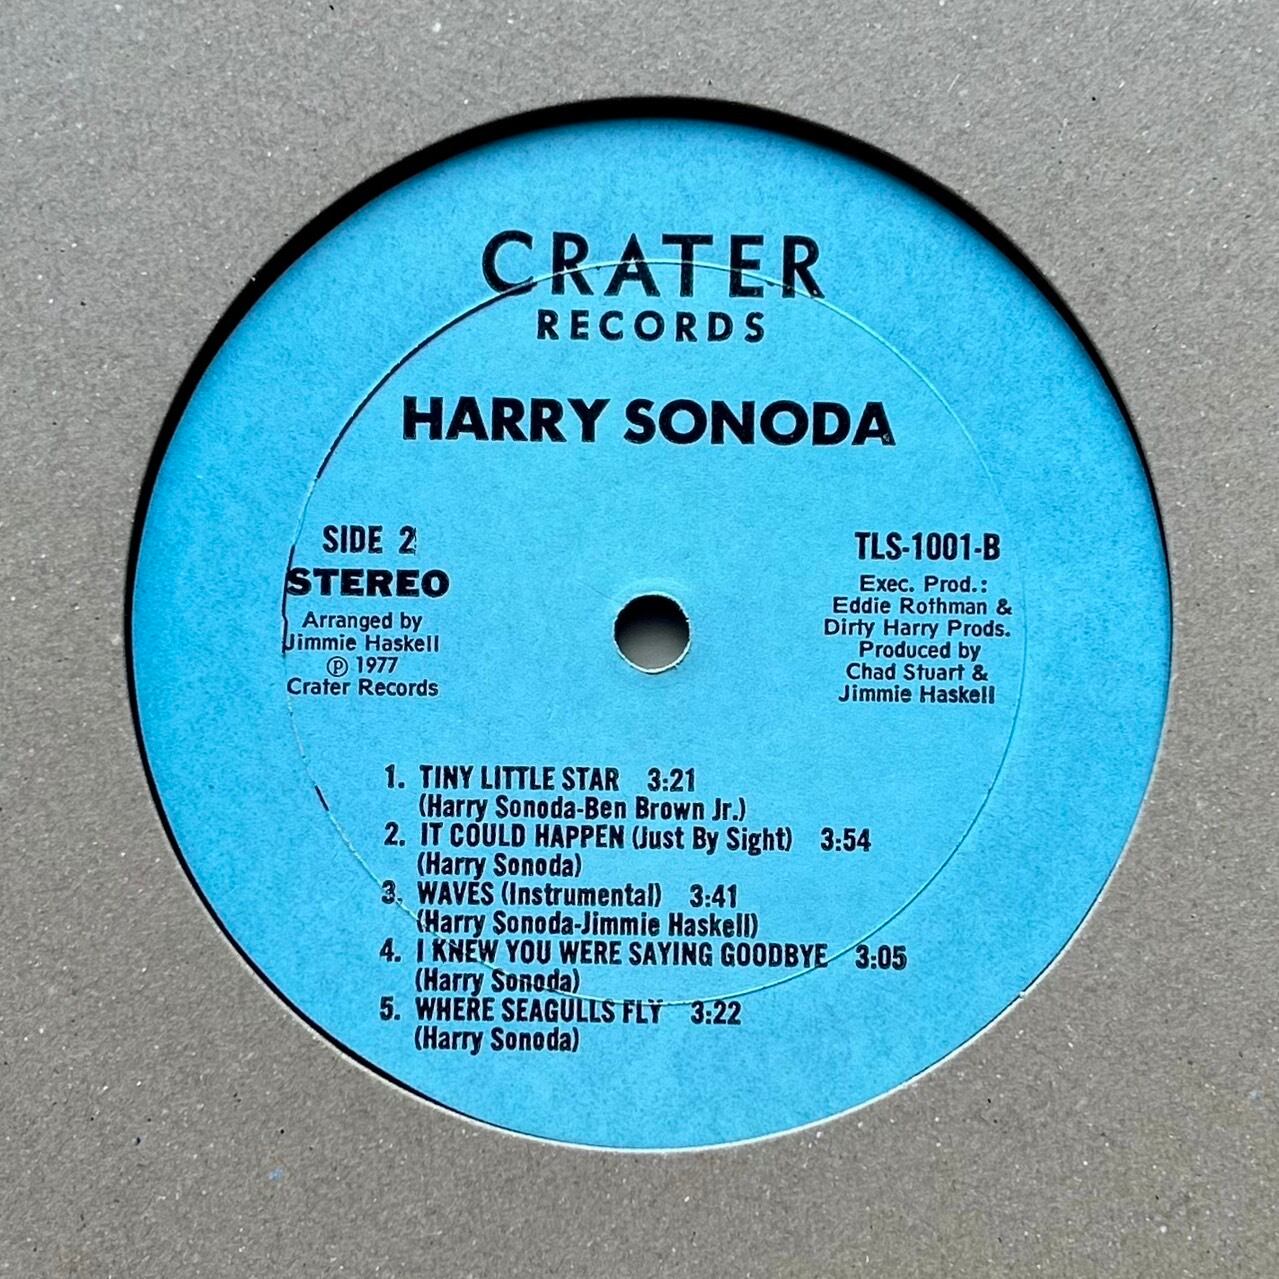 CRATER
RECORDS
HARRY SONODA
SIDE 2
STEREO
Arranged by
Jimmie Haskell
℗ 1977
Crater Records
TLS-1001-B
Exec. Prod.:
Eddie Rothman &
Dirty Harry Prods.
Produced by
Chad Stuart &
Jimmie Haskell
1. TINY LITTLE STAR 3:21
(Harry Sonoda-Ben Brown Jr.)
2. IT COULD HAPPEN (Just By Sight) 3:54
(Harry Sonoda)
3. WAVES (Instrumental) 3:41
(Harry Sonoda-Jimmie Haskell)
4. I KNEW YOU WERE SAYING GOODBYE 3:05
(Harry Sonoda)
5. WHERE SEAGULLS FLY 3:22
(Harry Sonoda)